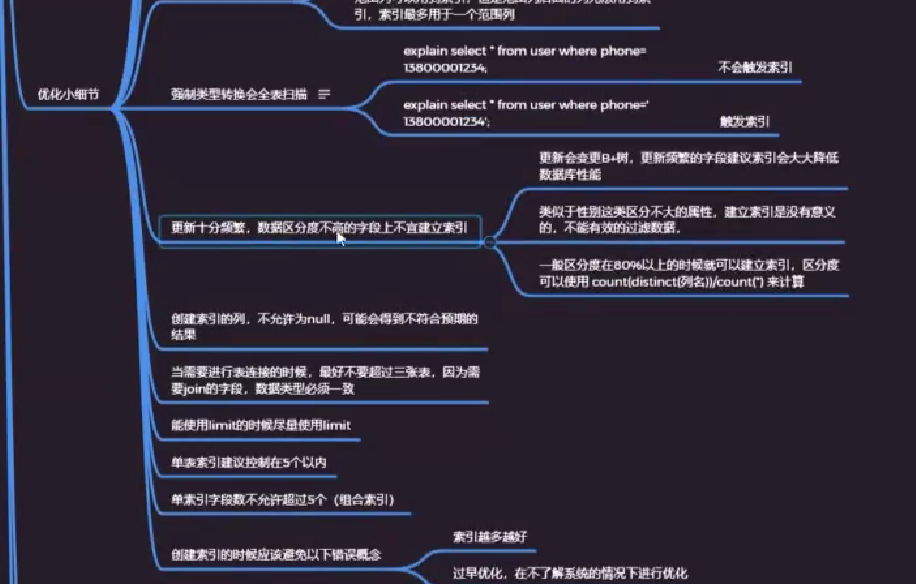 引，索引最多用于一个范围列
优化小细节
强制类型转换会全表扫描
explain select * from user where phone=
13800001234;
不会触发索引
explain select * from user where phone='
13800001234';
触发索引
更新十分频繁，数据区分度不高的字段上不宜建立索引
更新会变更B+树，更新频繁的字段建议索引会大大降低
数据库性能
类似于性别这类区分不大的属性，建立索引是没有意义
的，不能有效的过滤数据，
一般区分度在80%以上的时候就可以建立索引，区分度
可以使用 count(distinct(列名))/count(*) 来计算
创建索引的列，不允许为null，可能会得到不符合预期的
结果
当需要进行表连接的时候，最好不要超过三张表，因为需
要join的字段，数据类型必须一致
能使用limit的时候尽量使用limit
单表索引建议控制在5个以内
单索引字段数不允许超过5个（组合索引）
创建索引的时候应该避免以下错误概念
索引越多越好
过早优化，在不了解系统的情况下进行优化